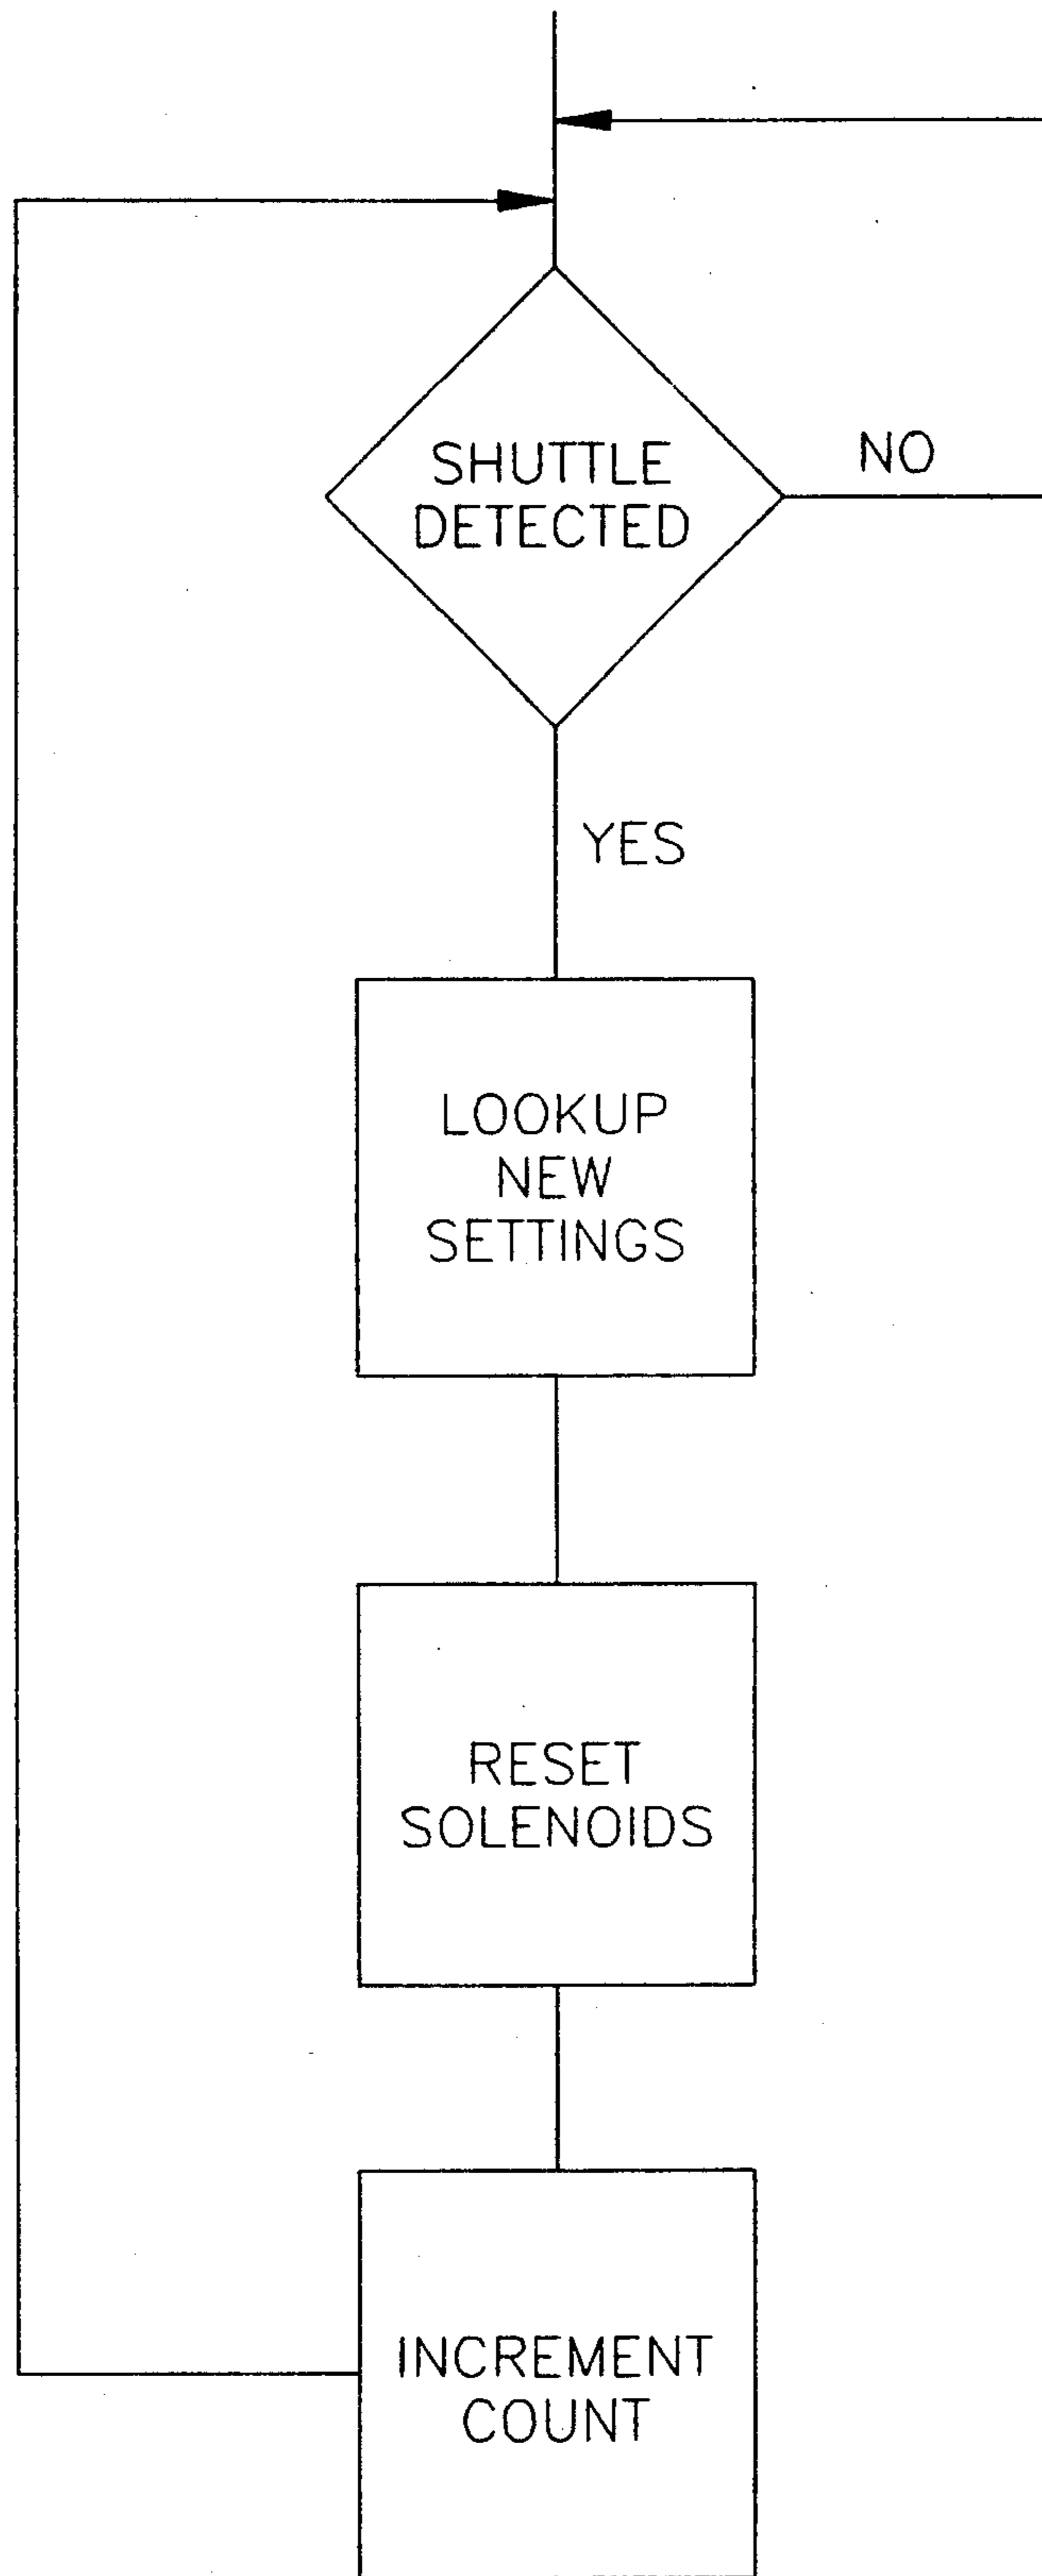 SHUTTLE
DETECTED
NO
YES
LOOKUP
NEW
SETTINGS
RESET
SOLENOIDS
INCREMENT
COUNT